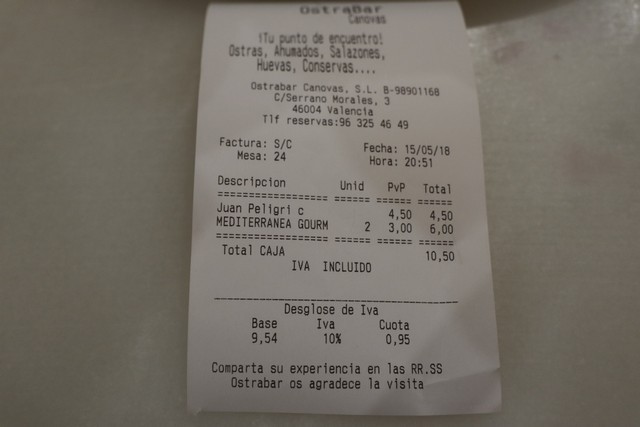 OstraBar
Canovas
¡Tu punto de encuentro!
Ostras, Ahumados, Salazones,
Huevas, Conservas....
Ostrabar Canovas, S.L. B-98901168
C/Serrano Morales, 3
46004 Valencia
Tlf reservas:96 325 46 49
Factura: S/C Fecha: 15/05/18
Mesa: 24 Hora: 20:51
Descripcion Unid PvP Total
Juan Peligri c 4,50 4,50
MEDITERRANEA GOURM 2 3,00 6,00
Total CAJA 10,50
IVA INCLUIDO
Desglose de Iva
Base Iva Cuota
9,54 10% 0,95
Comparta su experiencia en las RR.SS
Ostrabar os agradece la visita